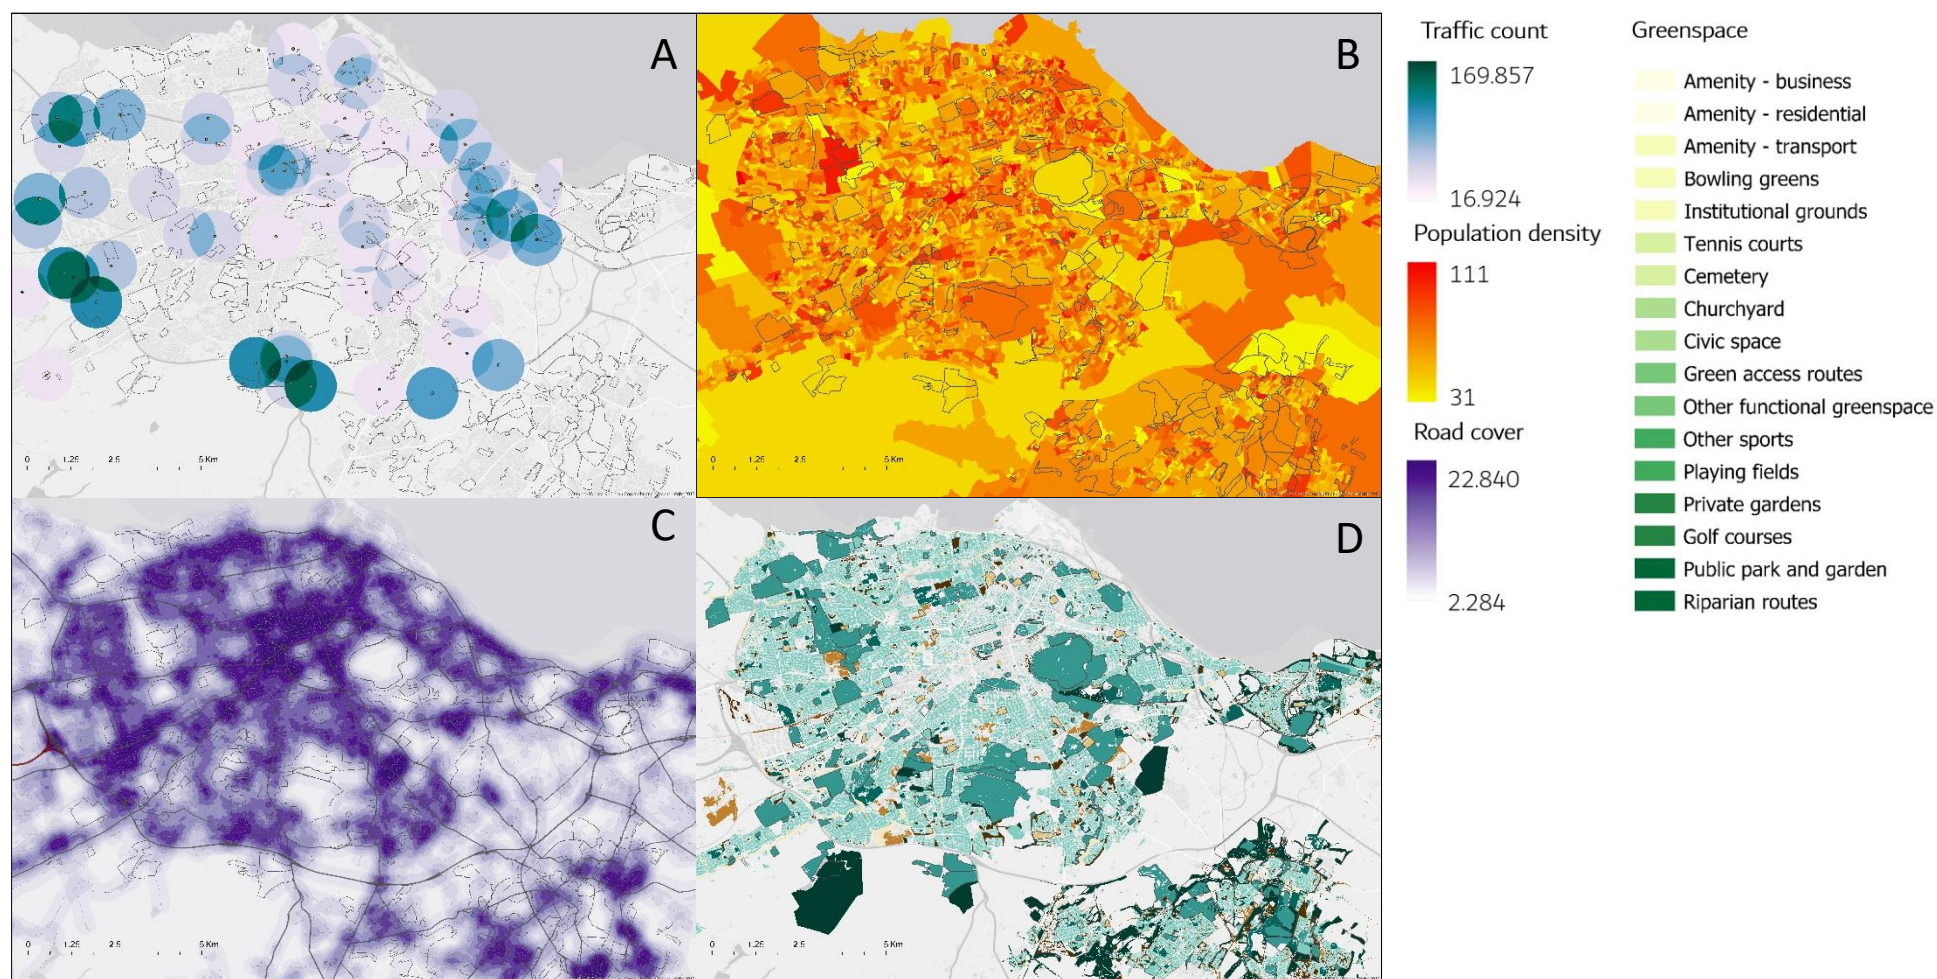 A
0 1.25 2.5 5 Km
B
0 1.25 2.5 5 Km
C
0 1.25 2.5 5 Km
D
0 1.25 2.5 5 Km
Traffic count
169.857
16.924
Population density
111
31
Road cover
22.840
2.284
Greenspace
Amenity - business
Amenity - residential
Amenity - transport
Bowling greens
Institutional grounds
Tennis courts
Cemetery
Churchyard
Civic space
Green access routes
Other functional greenspace
Other sports
Playing fields
Private gardens
Golf courses
Public park and garden
Riparian routes